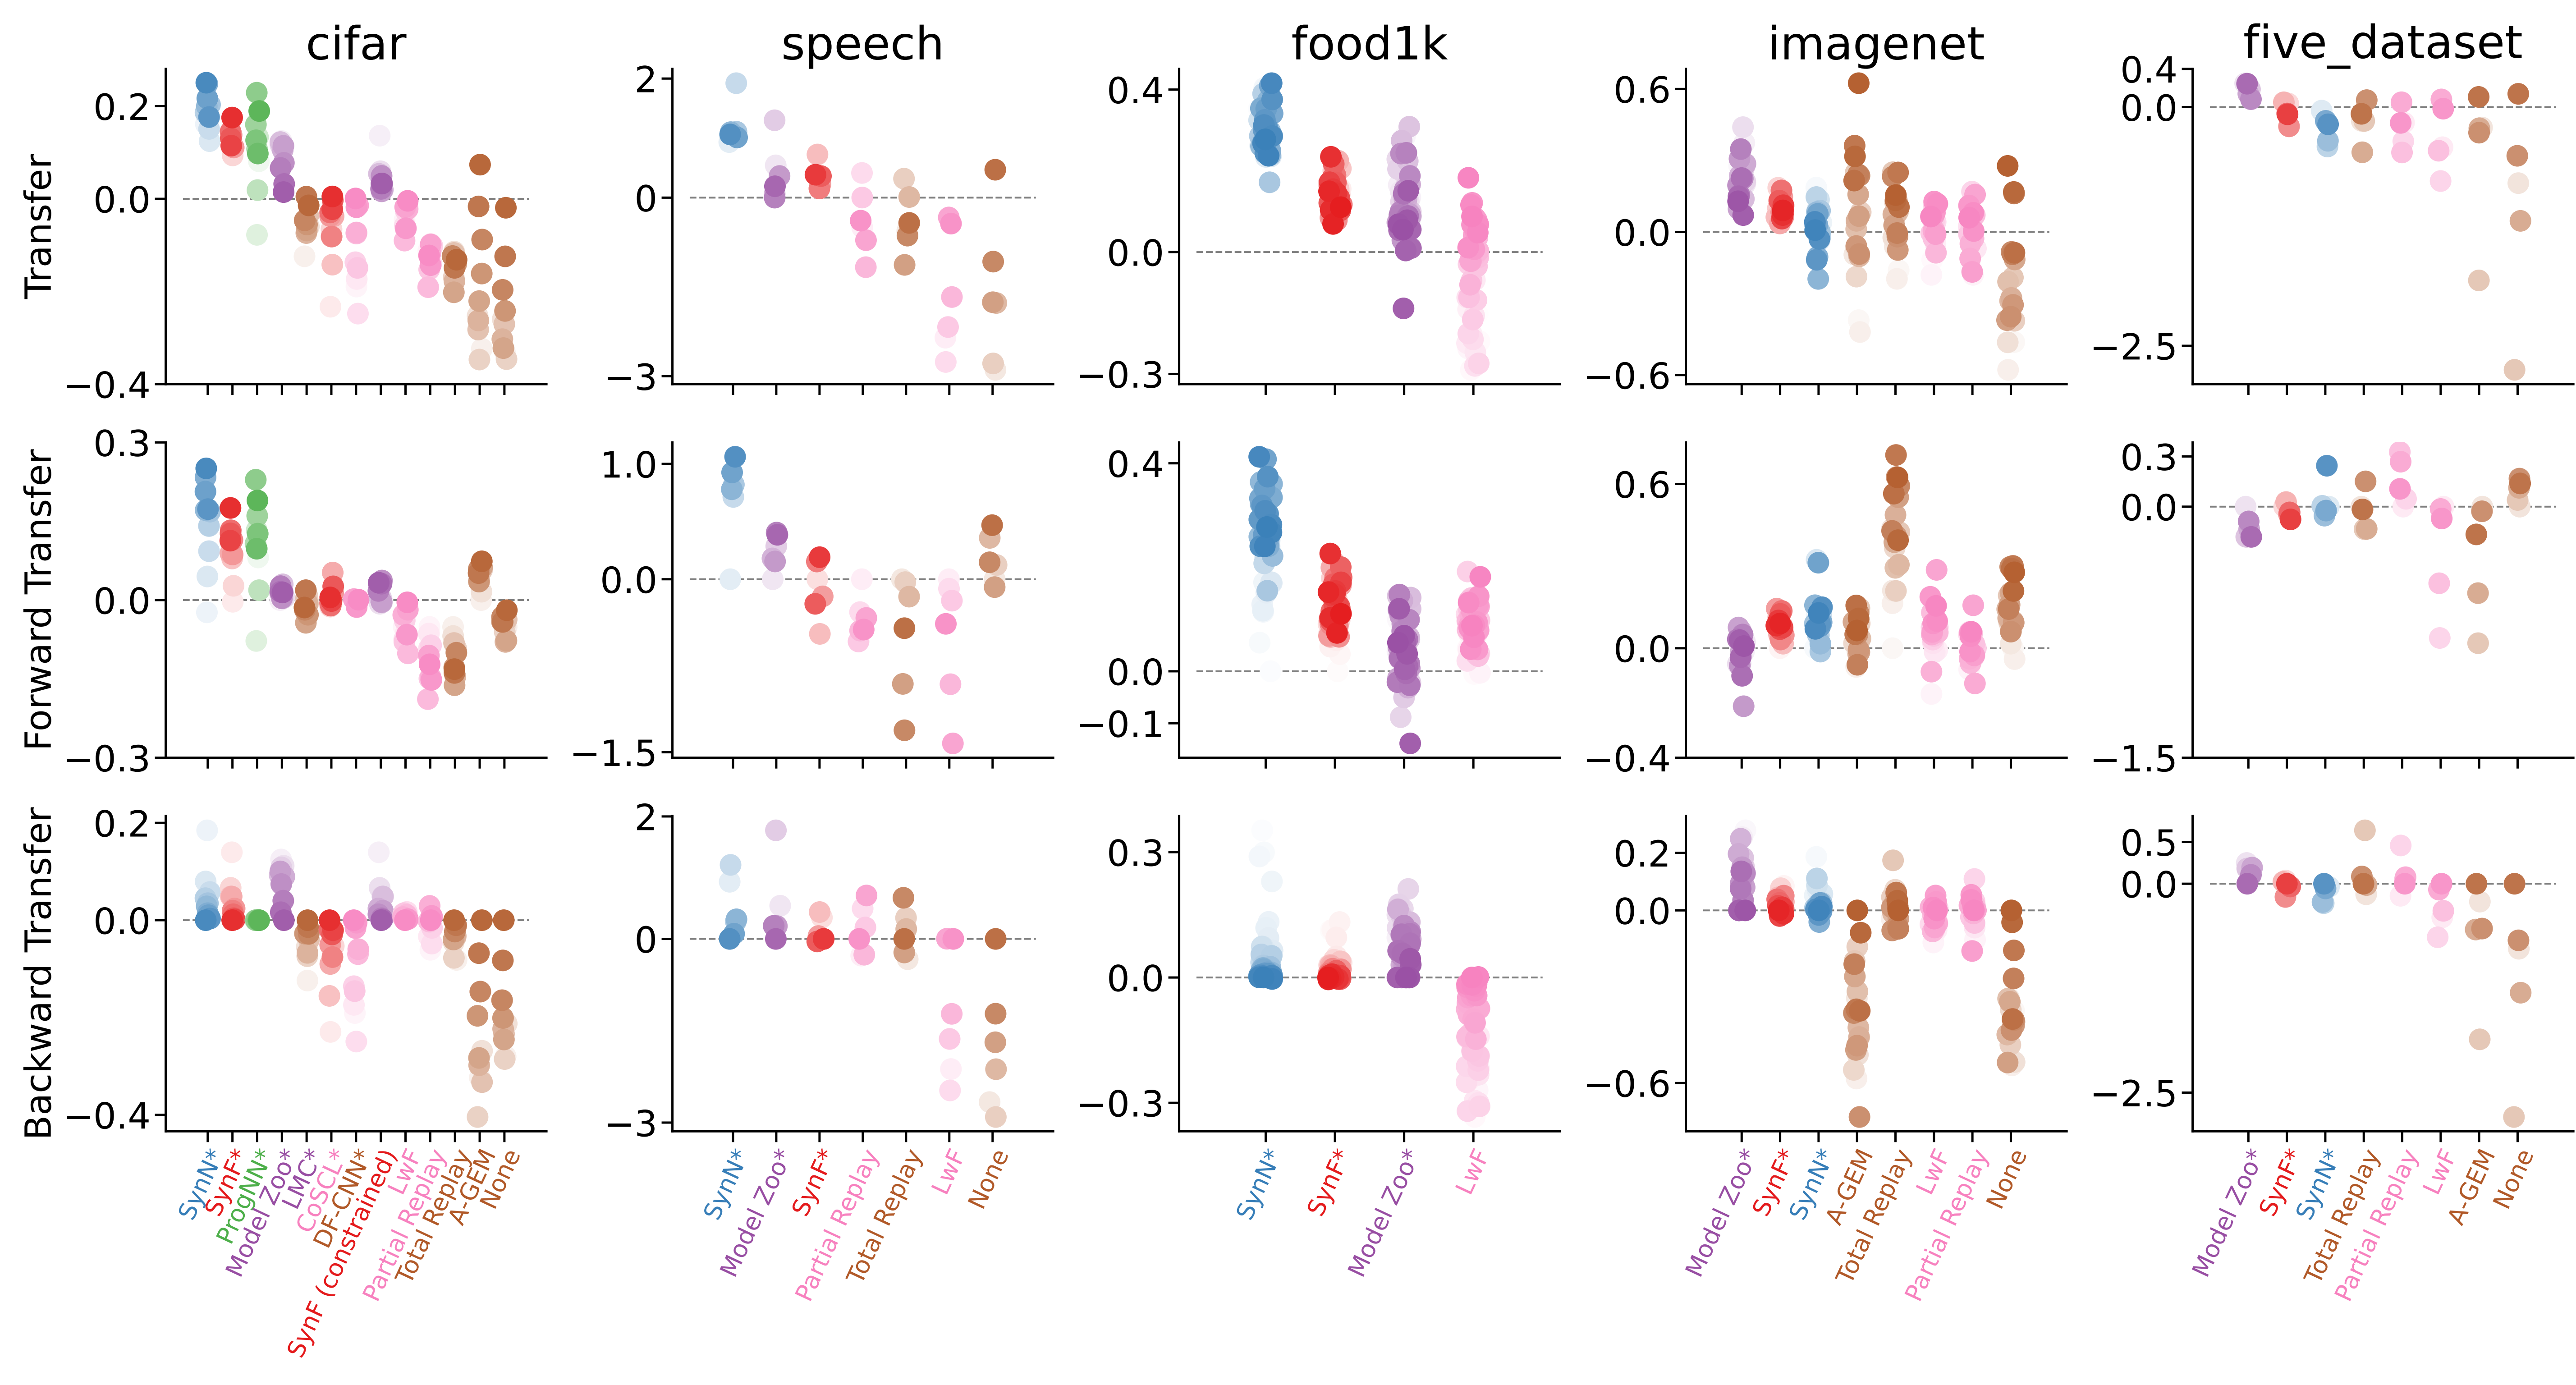 cifar
speech
food1k
imagenet
five_dataset
Transfer
0.2
0.0
−0.4
2
0
−3
0.4
0.0
−0.3
0.6
0.0
−0.6
0.4
0.0
−2.5
Forward Transfer
0.3
0.0
−0.3
1.0
0.0
−1.5
0.4
0.0
−0.1
0.6
0.0
−0.4
0.3
0.0
−1.5
Backward Transfer
0.2
0.0
−0.4
2
0
−3
0.3
0.0
−0.3
0.2
0.0
−0.6
0.5
0.0
−2.5
SynN*
SynF*
ProgNN*
Model Zoo*
LMC*
CoSCL*
DF-CNN*
SynF (constrained)
LwF
Partial Replay
Total Replay
A-GEM
None
SynN*
Model Zoo*
SynF*
Partial Replay
Total Replay
LwF
None
SynN*
SynF*
Model Zoo*
LwF
Model Zoo*
SynF*
SynN*
A-GEM
Total Replay
LwF
Partial Replay
None
Model Zoo*
SynF*
SynN*
Total Replay
Partial Replay
LwF
A-GEM
None